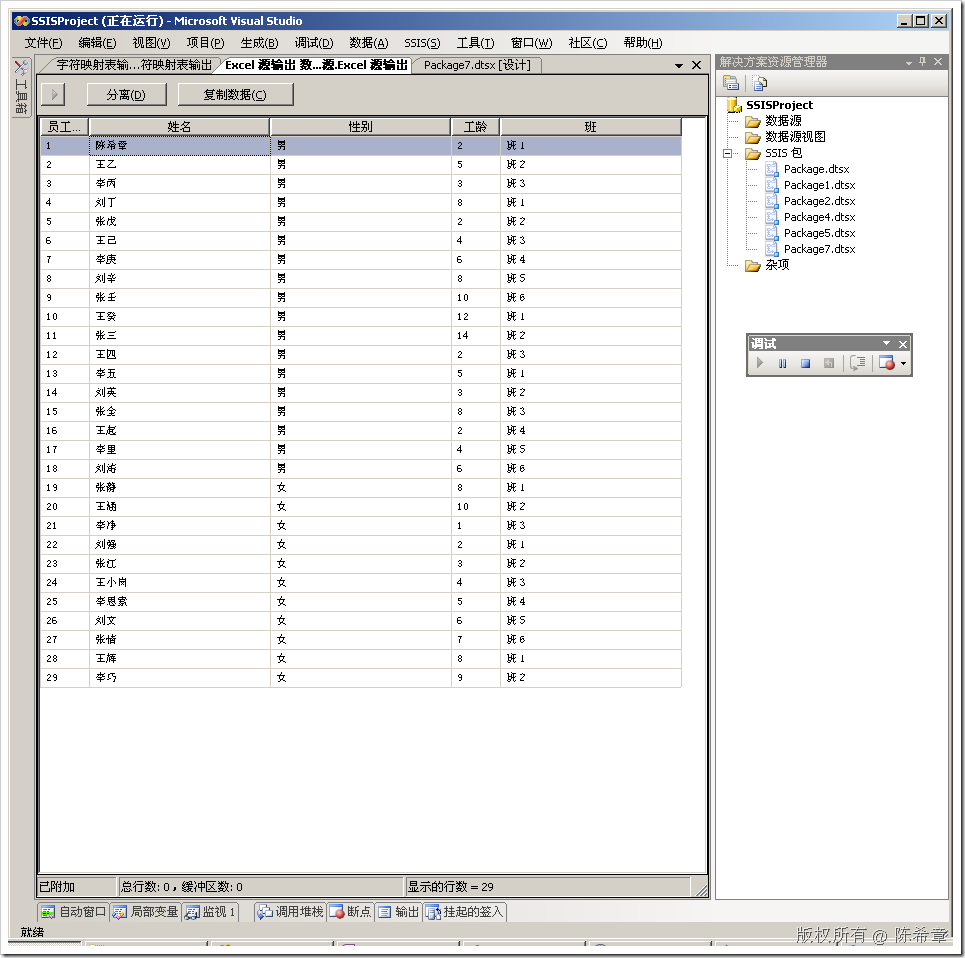 SSISProject (正在运行) - Microsoft Visual Studio
文件(F) 编辑(E) 视图(V) 项目(P) 生成(B) 调试(D) 数据(A) SSIS(S) 工具(T) 窗口(W) 社区(C) 帮助(H)
工具箱
字符映射表输...符映射表输出 Excel 源输出 数...源.Excel 源输出 Package7.dtsx [设计]
分离(D) 复制数据(C)
员工... 姓名 性别 工龄 班
1 陈希章 男 2 班1
2 王乙 男 5 班2
3 李丙 男 3 班3
4 刘丁 男 8 班1
5 张戊 男 2 班2
6 王己 男 4 班3
7 李庚 男 6 班4
8 刘辛 男 8 班5
9 张壬 男 10 班6
10 王癸 男 12 班1
11 张三 男 14 班2
12 王四 男 2 班3
13 李五 男 5 班1
14 刘英 男 3 班2
15 张全 男 8 班3
16 王起 男 2 班4
17 李里 男 4 班5
18 刘涛 男 6 班6
19 张静 女 8 班1
20 王涵 女 10 班2
21 李净 女 1 班3
22 刘强 女 2 班1
23 张江 女 3 班2
24 王小岗 女 4 班3
25 李思索 女 5 班4
26 刘文 女 6 班5
27 张倩 女 7 班6
28 王辉 女 8 班1
29 李巧 女 9 班2
已附加 总行数: 0，缓冲区数: 0 显示的行数 = 29
自动窗口 局部变量 监视 1 调用堆栈 断点 输出 挂起的签入
就绪
解决方案资源管理器
SSISProject
数据源
数据源视图
SSIS 包
Package.dtsx
Package1.dtsx
Package2.dtsx
Package4.dtsx
Package5.dtsx
Package7.dtsx
杂项
调试
版权所有 @ 陈希章